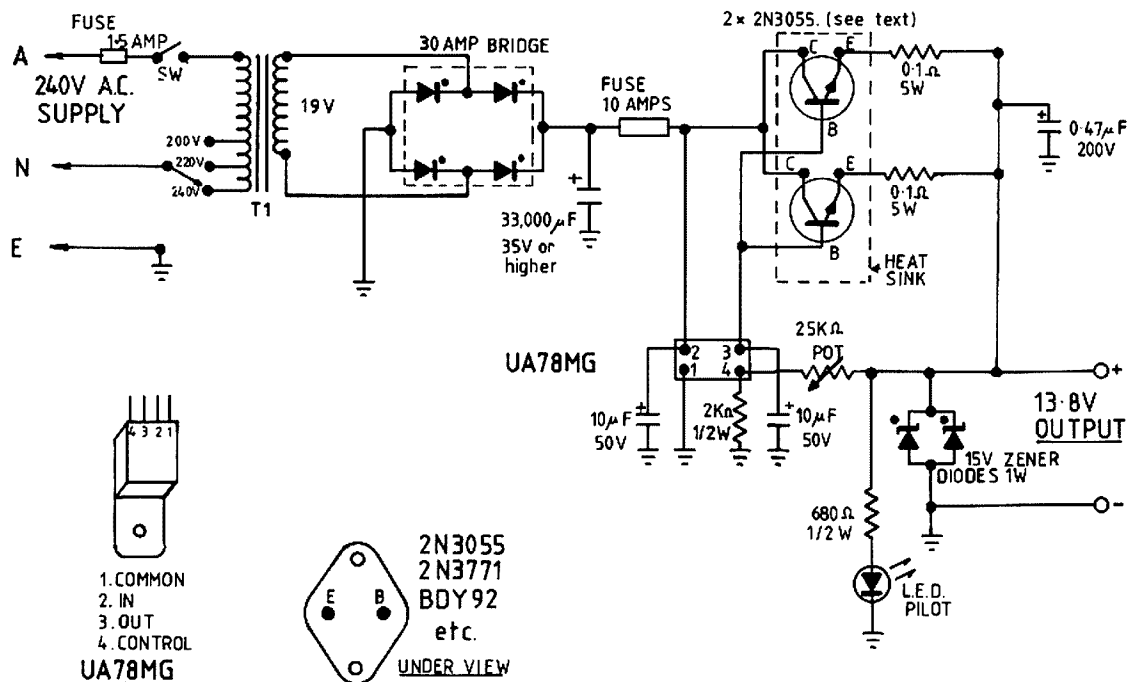 FUSE
1·5 AMP
A
SW
240V A.C.
SUPPLY
N
E
200V
220V
240V
T1
19V
30 AMP BRIDGE
FUSE
10 AMPS
+
33,000µF
35V or
higher
2 × 2N3055. (see text)
C
E
B
0·1Ω
5W
C
E
B
0·1Ω
5W
+
0·47µF
200V
HEAT
SINK
UA78MG
2
3
1
4
25KΩ
POT
+
10µF
50V
2KΩ
1/2W
+
10µF
50V
+
13·8V
OUTPUT
-
15V ZENER
DIODES 1W
680Ω
1/2 W
L.E.D.
PILOT
4 3 2 1
1. COMMON
2. IN
3. OUT
4. CONTROL
UA78MG
E
B
2N3055
2N3771
BDY92
etc.
UNDER VIEW